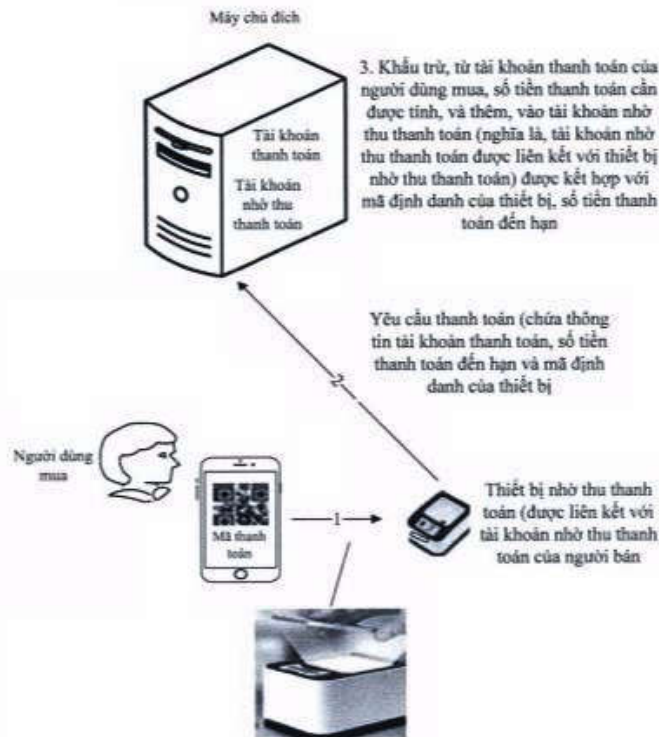 Máy chủ đích
3. Khấu trừ, từ tài khoản thanh toán của
người dùng mua, số tiền thanh toán cần
được tính, và thêm, vào tài khoản nhờ
thu thanh toán (nghĩa là, tài khoản nhờ
thu thanh toán được liên kết với thiết bị
nhờ thu thanh toán) được kết hợp với
mã định danh của thiết bị, số tiền thanh
toán đến hạn
Tài khoản
thanh toán
Tài khoản
nhờ thu
thanh toán
Yêu cầu thanh toán (chứa thông
tin tài khoản thanh toán, số tiền
thanh toán đến hạn và mã định
danh của thiết bị
2
Người dùng
mua
Mã thanh
toán
1
Thiết bị nhờ thu thanh
toán (được liên kết với
tài khoản nhờ thu thanh
toán của người bán